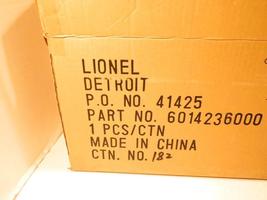 LIONEL
DETROIT
P.O. NO. 41425
PART NO. 6014236000
1 PCS/CTN
MADE IN CHINA
CTN. NO. 182